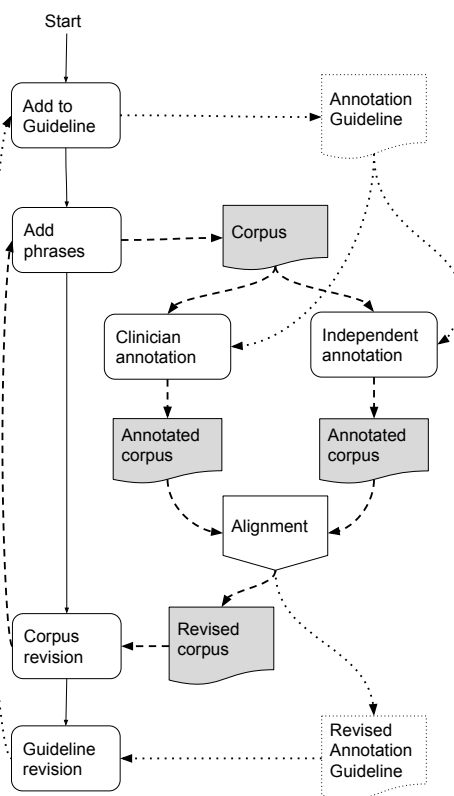 Start
Add to
Guideline
Annotation
Guideline
Add
phrases
Corpus
Clinician
annotation
Independent
annotation
Annotated
corpus
Annotated
corpus
Alignment
Corpus
revision
Revised
corpus
Guideline
revision
Revised
Annotation
Guideline